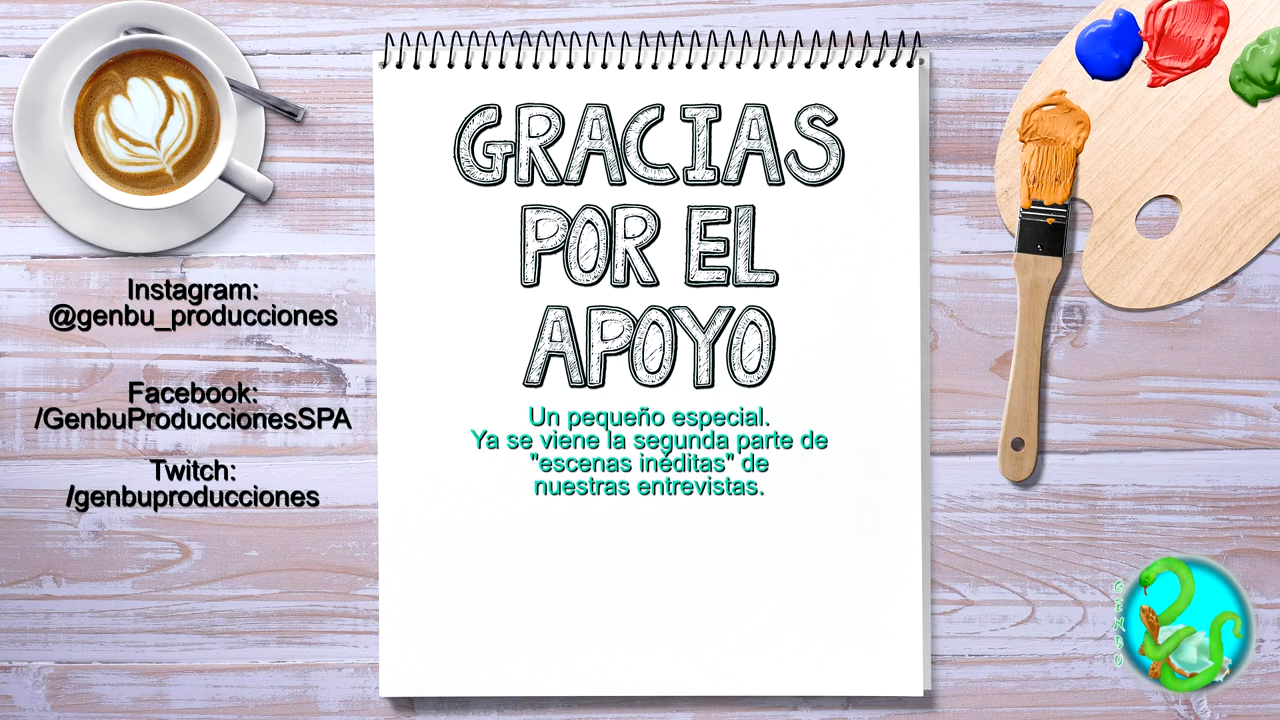 GRACIAS
POR EL
APOYO
Un pequeño especial.
Ya se viene la segunda parte de
"escenas inéditas" de
nuestras entrevistas.
Instagram:
@genbu_producciones
Facebook:
/GenbuProduccionesSPA
Twitch:
/genbuproducciones
GENBU